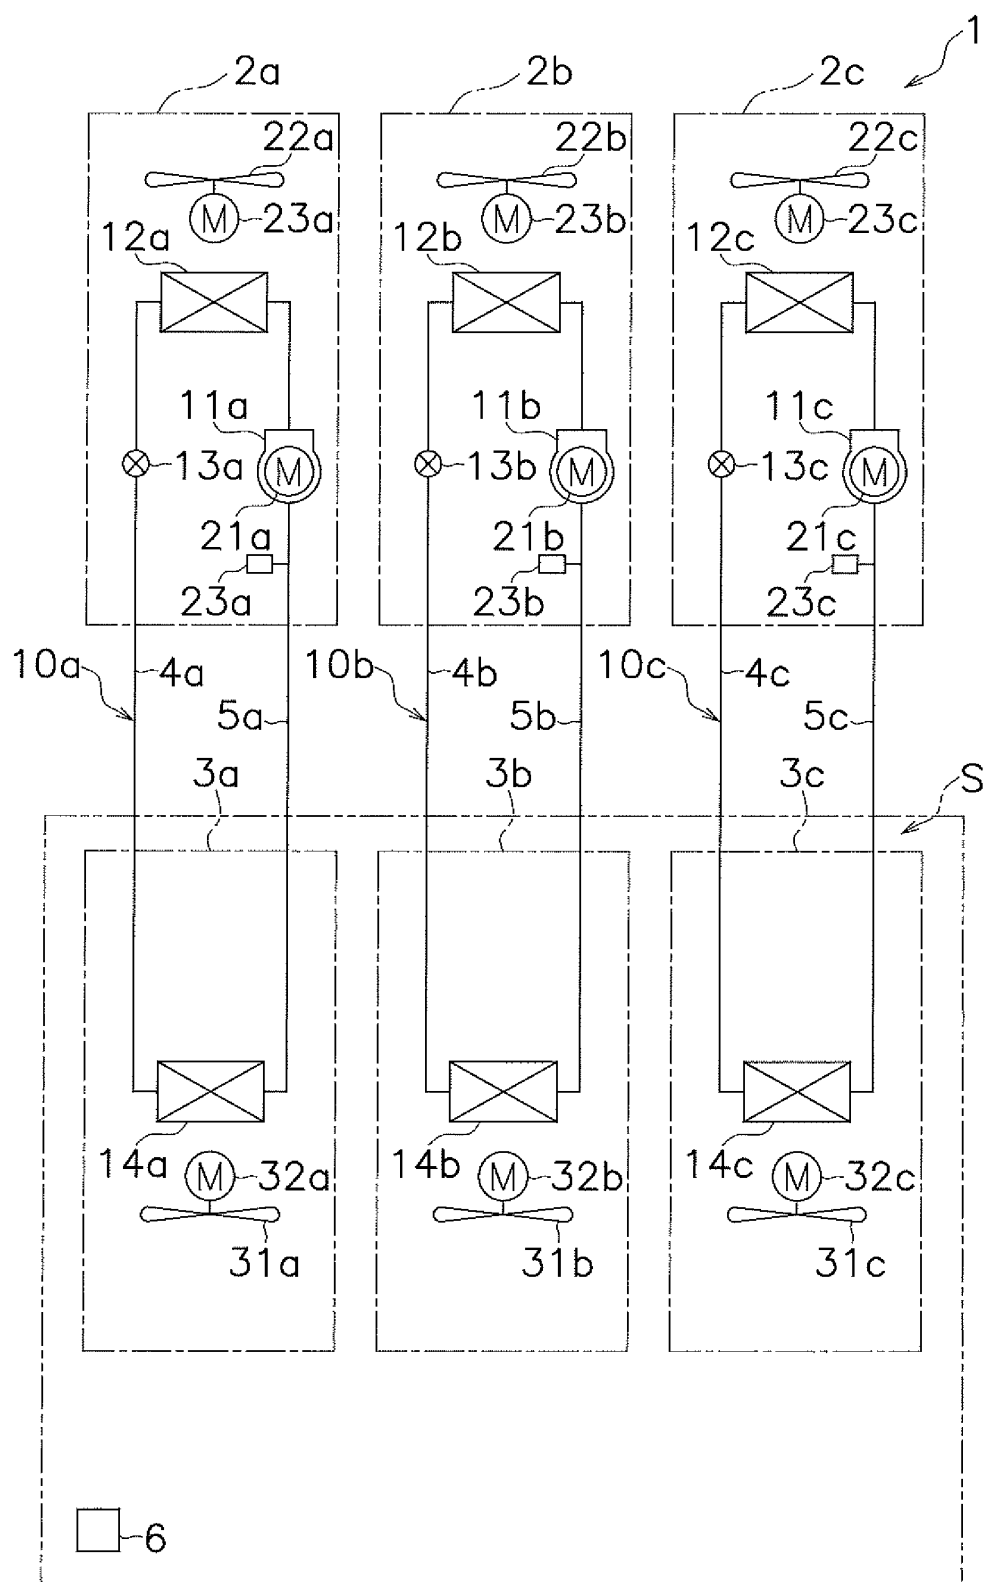 1
2a 2b 2c
22a 22b 22c
M 23a M 23b M 23c
12a 12b 12c
11a 11b 11c
13a M 13b M 13c M
21a 21b 21c
23a 23b 23c
10a 4a 10b 4b 10c 4c
5a 5b 5c
3a 3b 3c S
14a M 32a 14b M 32b 14c M 32c
31a 31b 31c
6